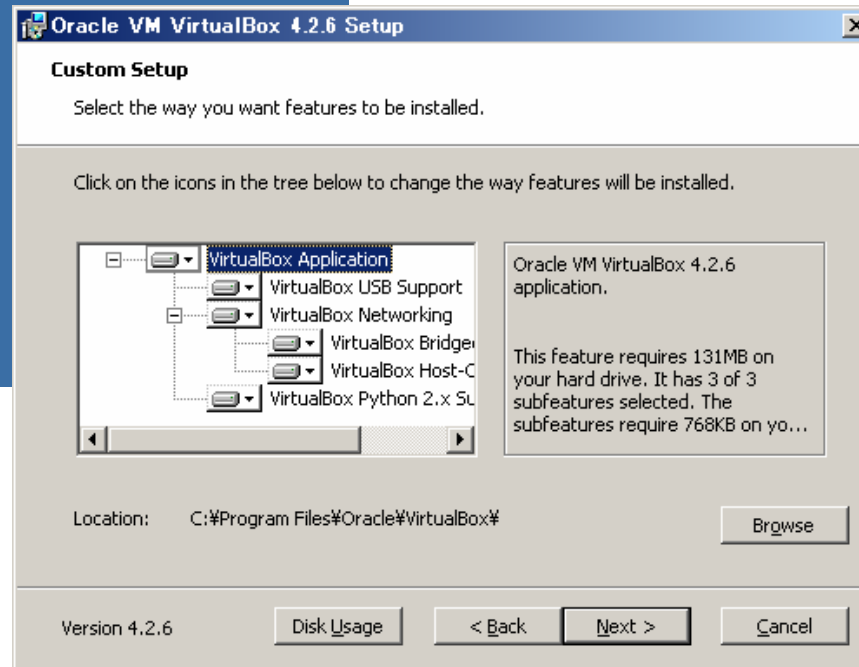 Oracle VM VirtualBox 4.2.6 Setup
Custom Setup
Select the way you want features to be installed.
Click on the icons in the tree below to change the way features will be installed.
VirtualBox Application
VirtualBox USB Support
VirtualBox Networking
VirtualBox Bridge
VirtualBox Host-
VirtualBox Python 2.x Su
Oracle VM VirtualBox 4.2.6
application.
This feature requires 131MB on
your hard drive. It has 3 of 3
subfeatures selected. The
subfeatures require 768KB on yo...
Location: C:¥Program Files¥Oracle¥VirtualBox¥
Browse
Version 4.2.6 Disk Usage < Back Next > Cancel